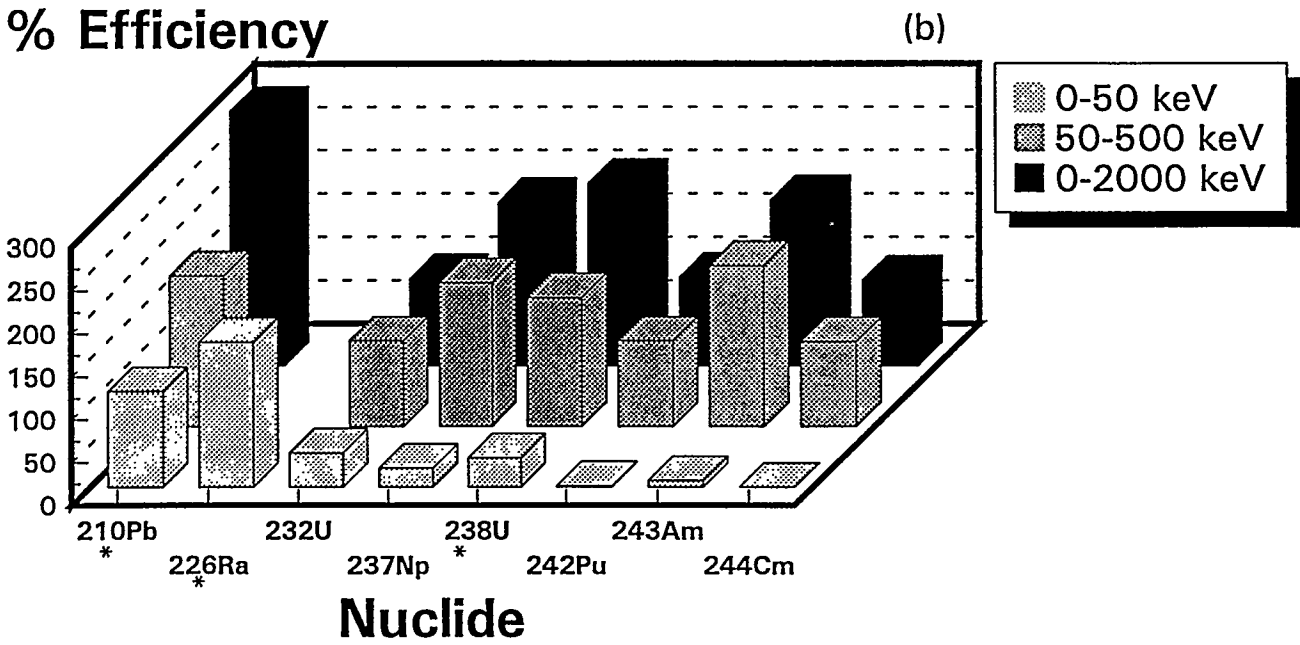 % Efficiency
(b)
0-50 keV
50-500 keV
0-2000 keV
300
250
200
150
100
50
0
210Pb
*
226Ra
*
232U
237Np
238U
*
242Pu
243Am
244Cm
Nuclide